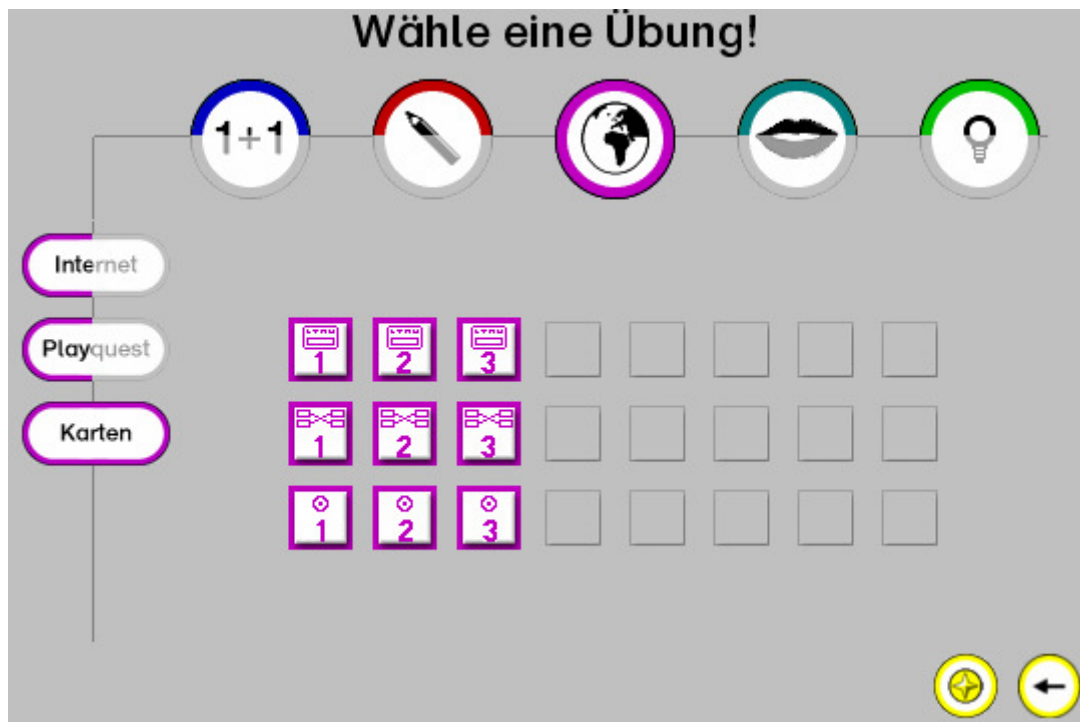 Wähle eine Übung!
1+1
Internet
Playquest
Karten
1 2 3
1 2 3
1 2 3